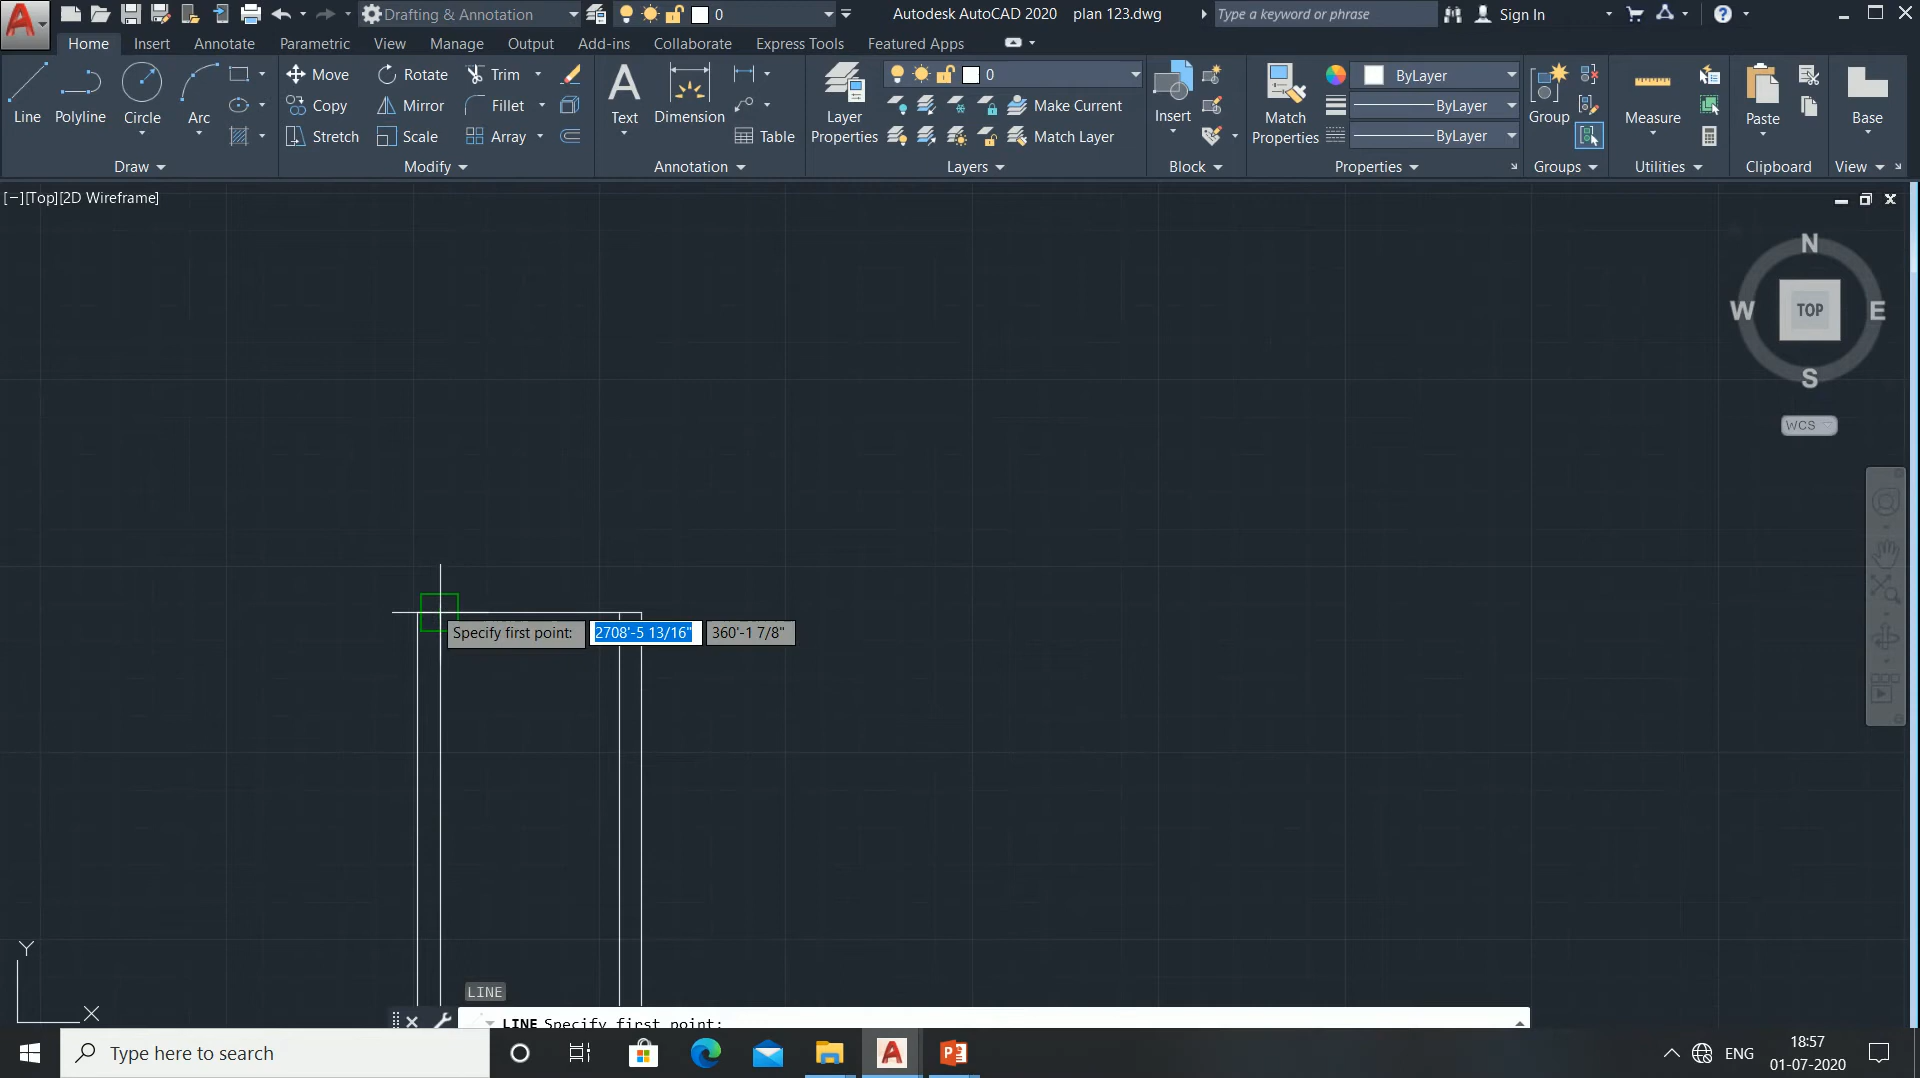 Drafting & Annotation
0
Autodesk AutoCAD 2020 plan 123.dwg
Type a keyword or phrase
Sign In
Home Insert Annotate Parametric View Manage Output Add-ins Collaborate Express Tools Featured Apps
Line Polyline Circle Arc
Move Rotate Trim
Copy Mirror Fillet
Stretch Scale Array
Text Dimension Table
Layer Properties
0
Make Current
Match Layer
Insert
Match Properties
ByLayer
ByLayer
ByLayer
Group
Measure
Paste
Base
Draw Modify Annotation Layers Block Properties Groups Utilities Clipboard View
[−][Top][2D Wireframe]
N
W TOP E
S
WCS
Specify first point: 2708'-5 13/16" 360'-1 7/8"
Y
X
LINE
LINE Specify first point:
Type here to search
P
ENG
18:57
01-07-2020